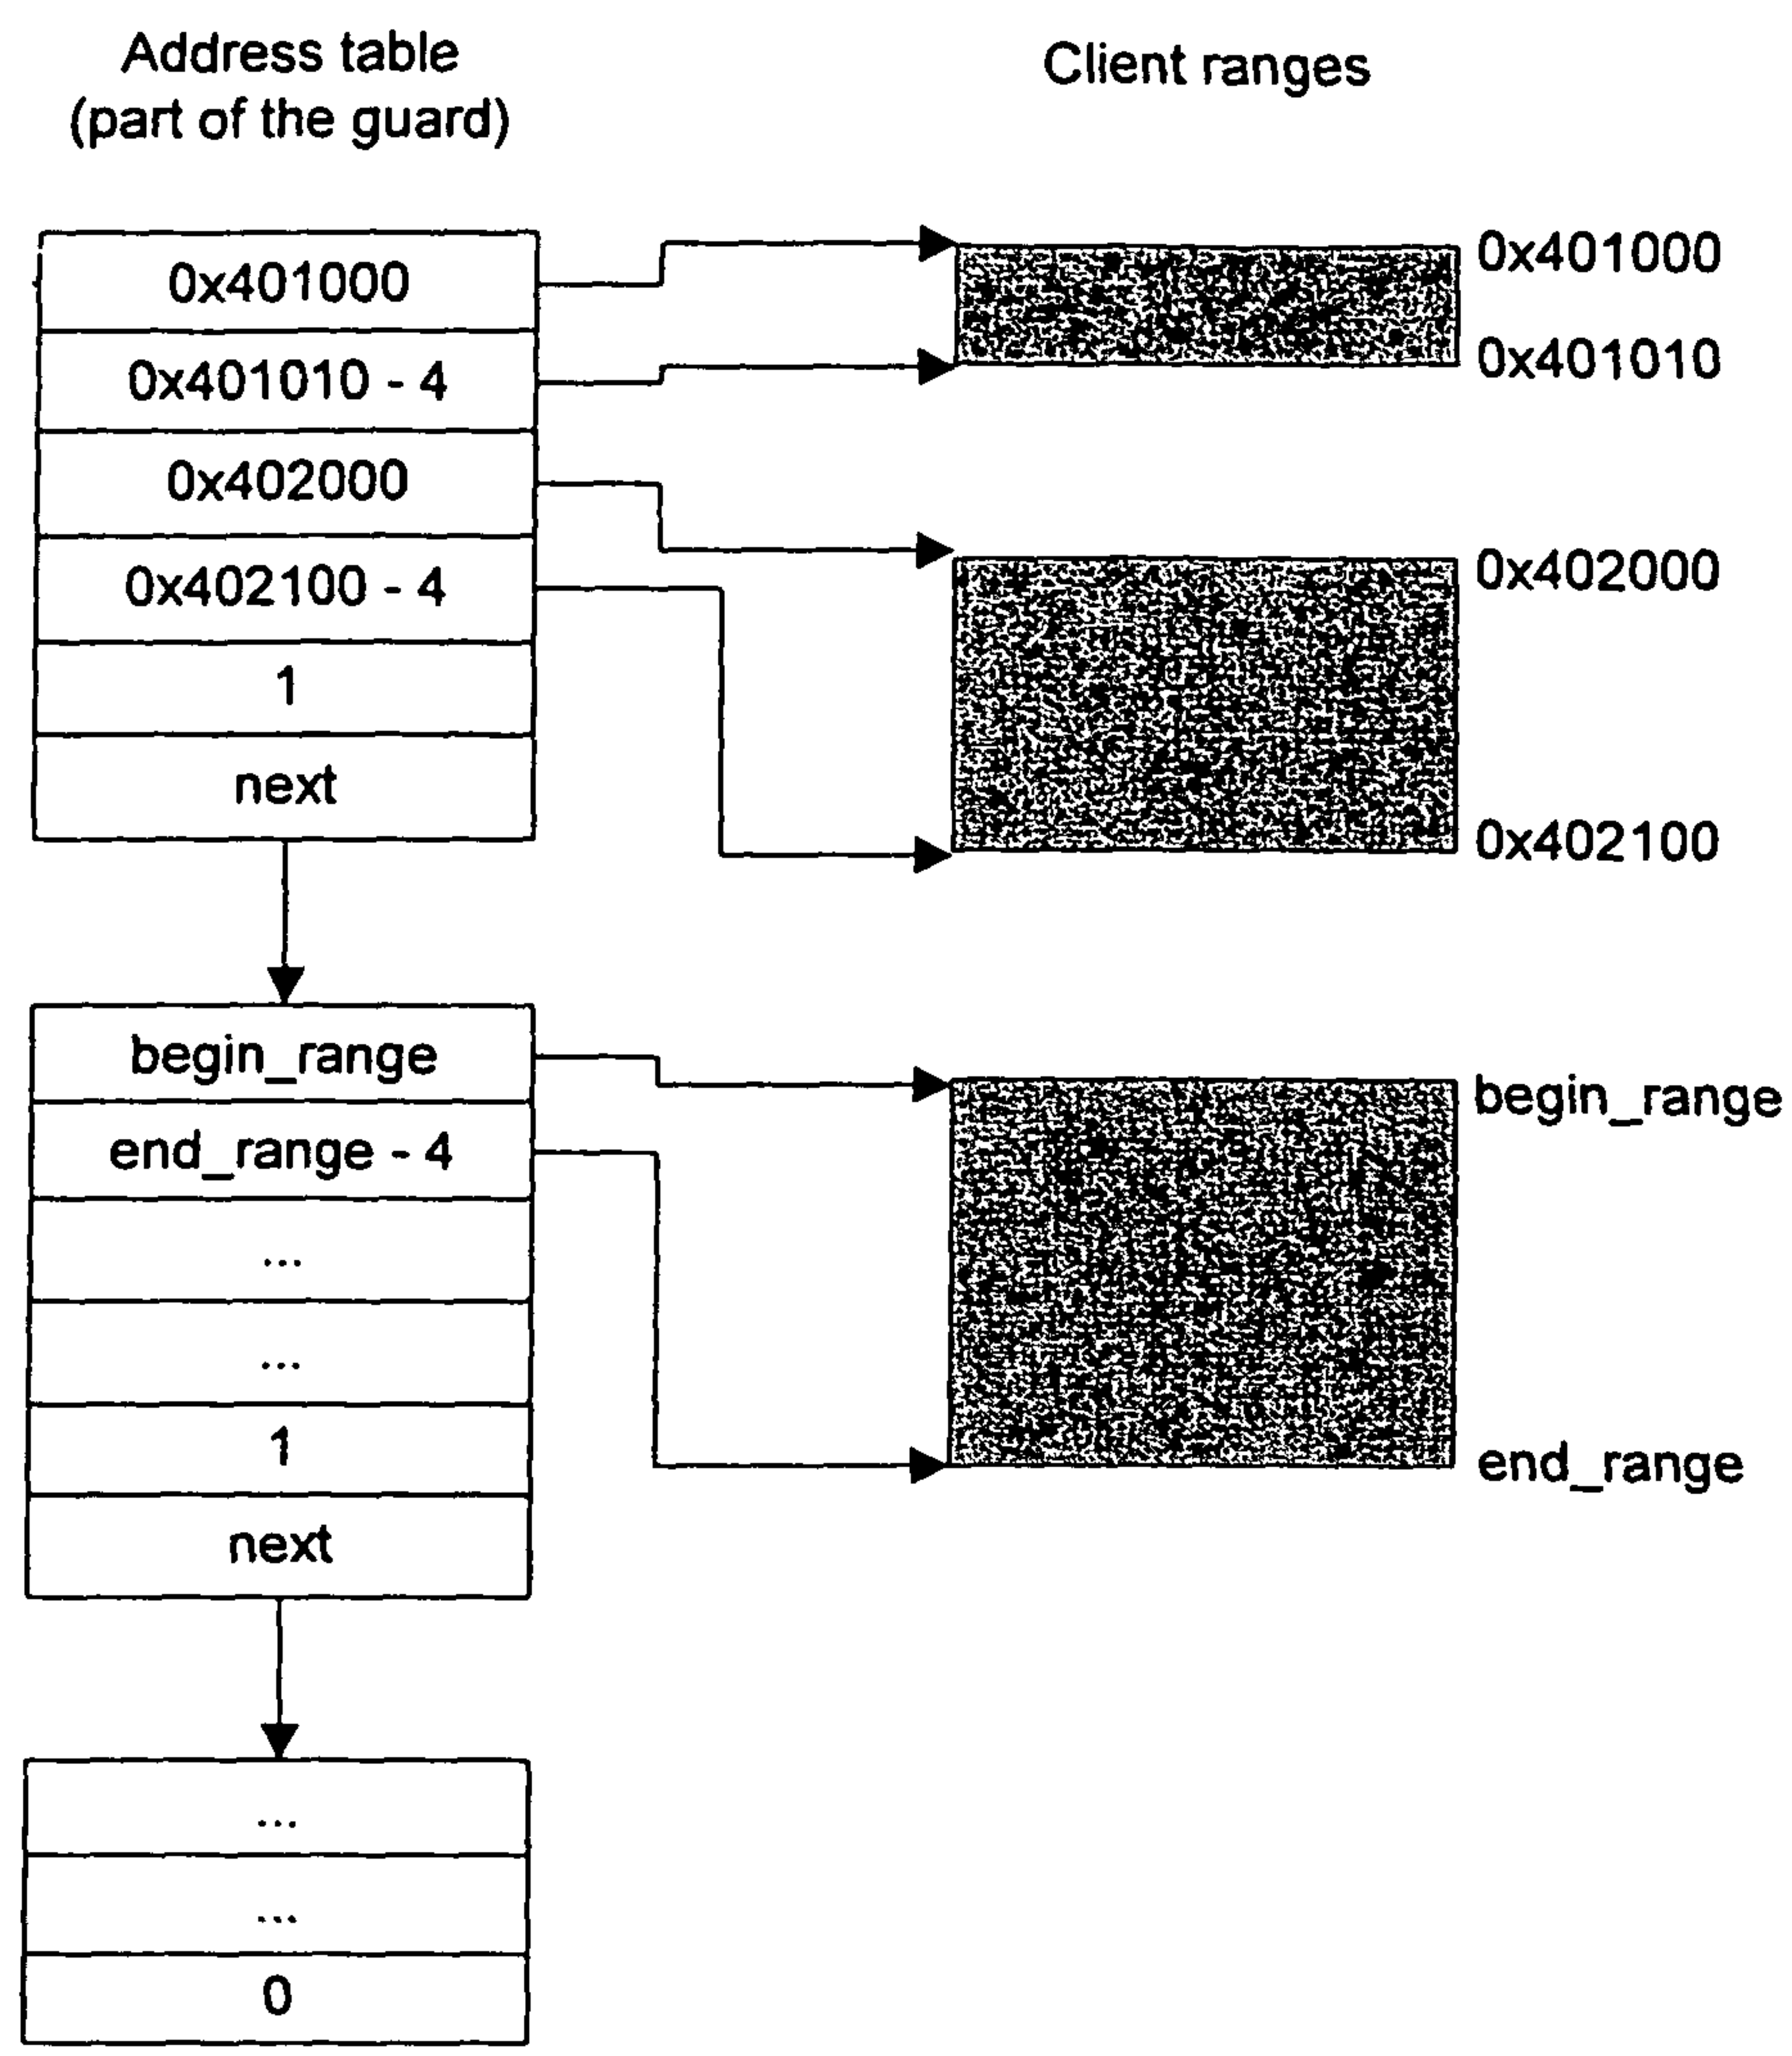 Address table
(part of the guard)
Client ranges
0x401000
0x401010 - 4
0x402000
0x402100 - 4
1
next
0x401000
0x401010
0x402000
0x402100
begin_range
end_range - 4
...
...
1
next
begin_range
end_range
...
...
0